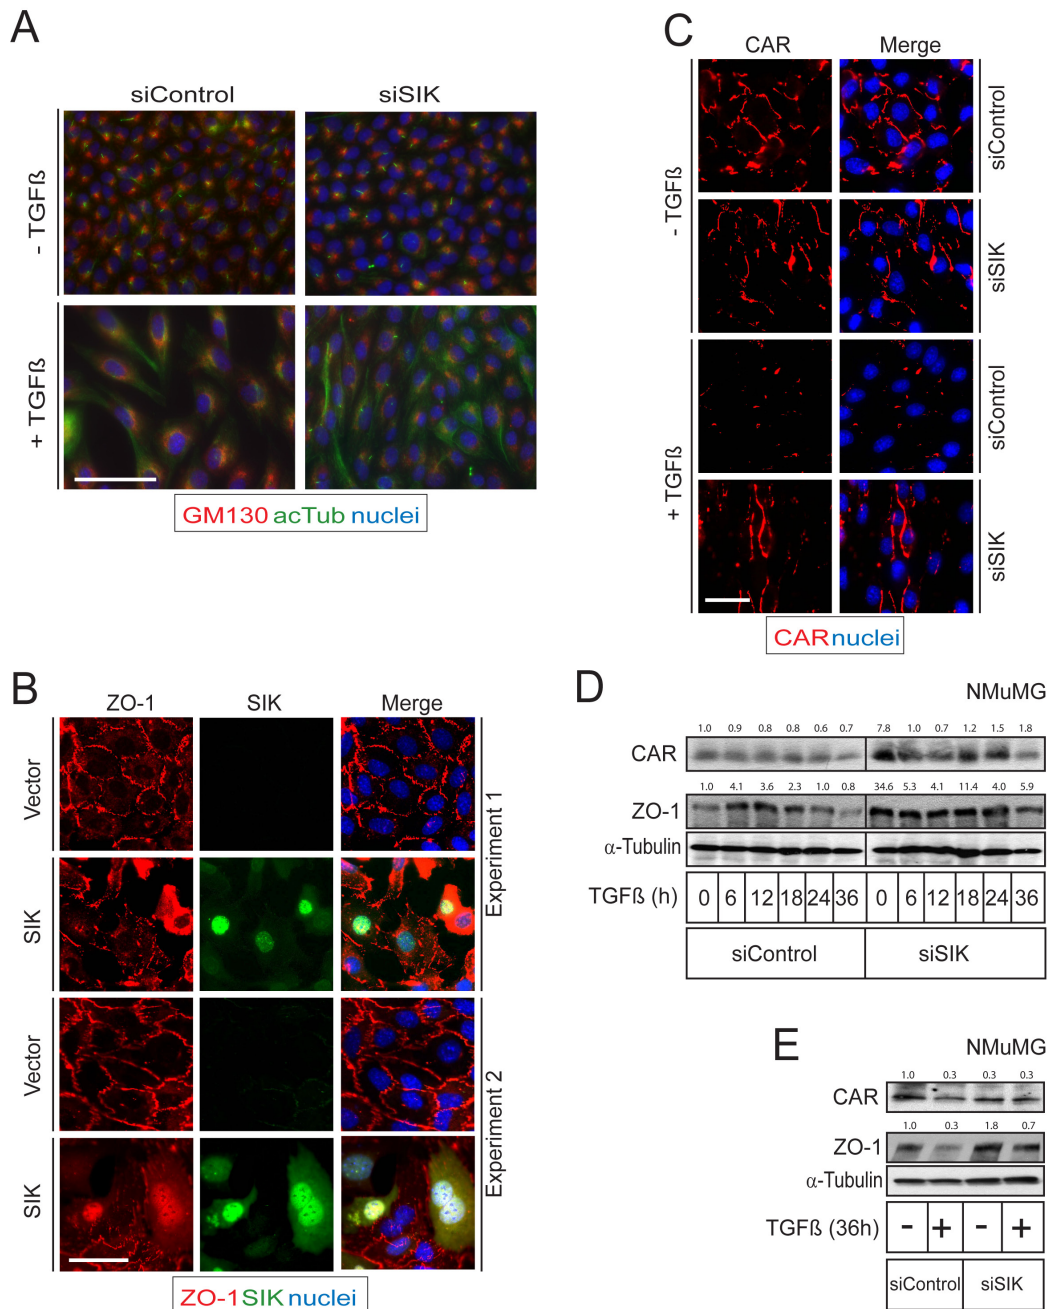 A
siControl siSIK
- TGFß
+ TGFß
GM130 acTub nuclei
B
ZO-1 SIK Merge
Vector
SIK
Experiment 1
Vector
SIK
Experiment 2
ZO-1 SIK nuclei
C
CAR Merge
- TGFß
siControl
siSIK
+ TGFß
siControl
siSIK
CAR nuclei
D
NMuMG
1.0 0.9 0.8 0.8 0.6 0.7 7.8 1.0 0.7 1.2 1.5 1.8
CAR
1.0 4.1 3.6 2.3 1.0 0.8 34.6 5.3 4.1 11.4 4.0 5.9
ZO-1
α-Tubulin
TGFß (h) 0 6 12 18 24 36 0 6 12 18 24 36
siControl siSIK
E
NMuMG
1.0 0.3 0.3 0.3
CAR
1.0 0.3 1.8 0.7
ZO-1
α-Tubulin
TGFß (36h) - + - +
siControl siSIK